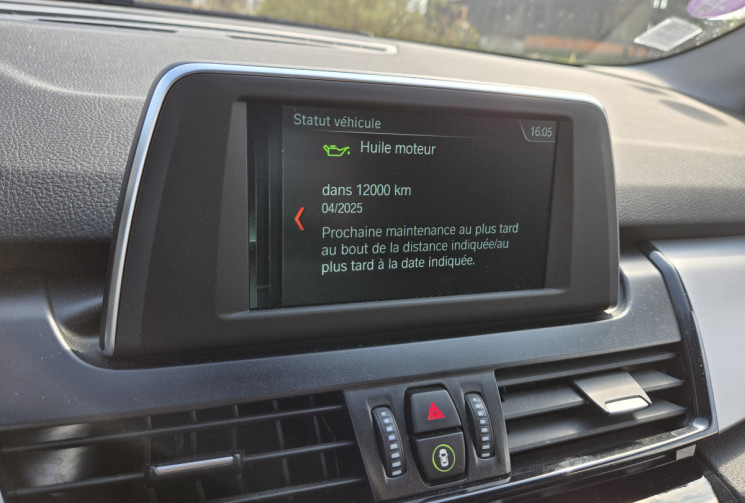 Statut véhicule
16:05
Huile moteur
dans 12000 km
04/2025
Prochaine maintenance au plus tard
au bout de la distance indiquée/au
plus tard à la date indiquée.